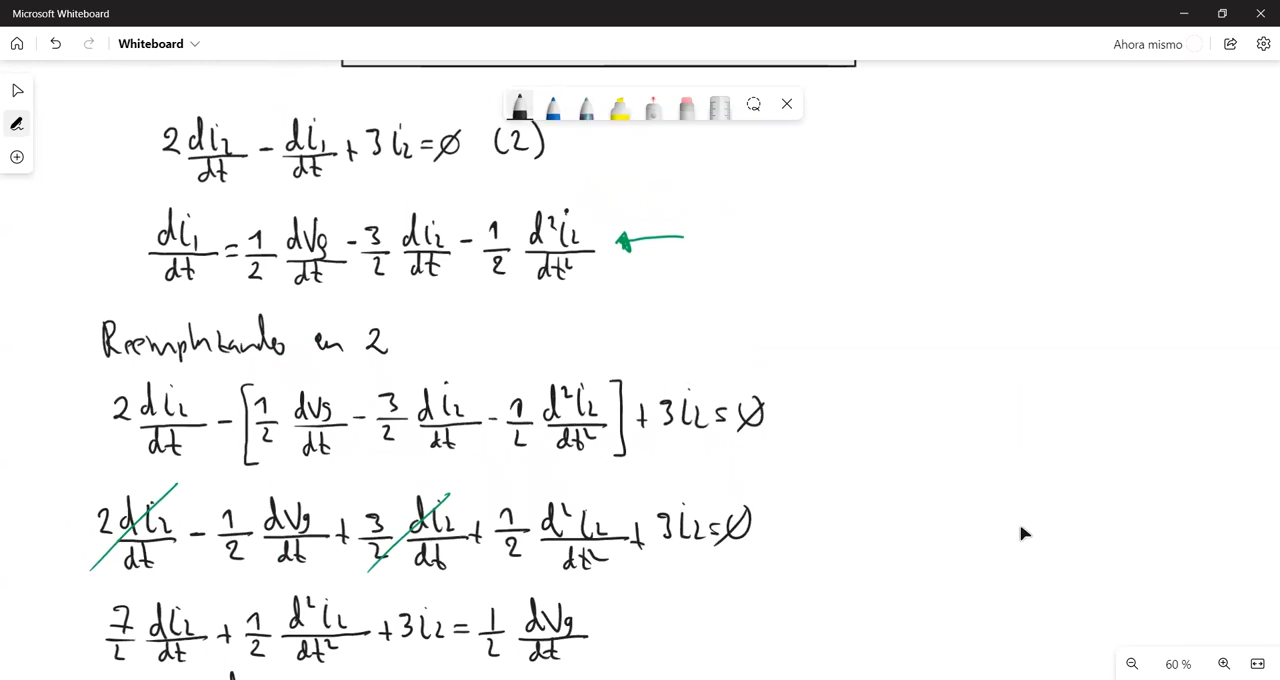 Microsoft Whiteboard
Whiteboard
Ahora mismo
2 di₂/dt - di₁/dt + 3i₂ = ∅ (2)
di₁/dt = 1/2 dVg/dt - 3/2 di₂/dt - 1/2 d²i₂/dt²
Reemplazando en 2
2 di₂/dt - [1/2 dVg/dt - 3/2 di₂/dt - 1/2 d²i₂/dt²] + 3i₂ = ∅
2 di₂/dt - 1/2 dVg/dt + 3/2 di₂/dt + 1/2 d²i₂/dt² + 3i₂ = ∅
7/2 di₂/dt + 1/2 d²i₂/dt² + 3i₂ = 1/2 dVg/dt
60 %